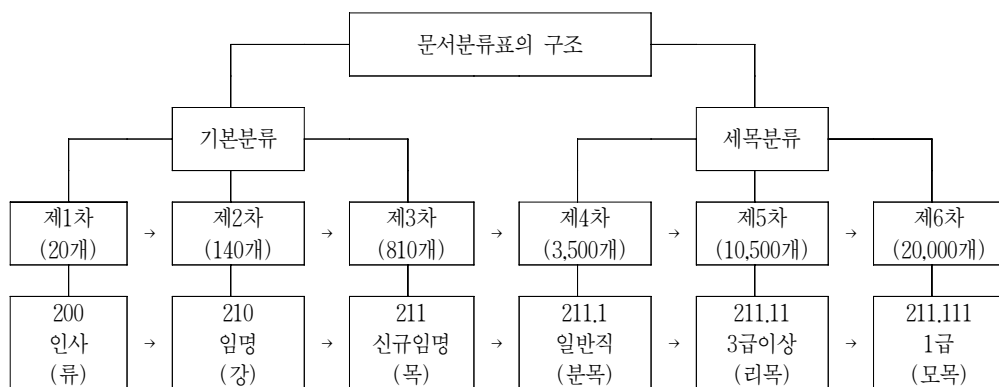 문서분류표의 구조
기본분류
세목분류
제1차
(20개)
→
제2차
(140개)
→
제3차
(810개)
→
제4차
(3,500개)
→
제5차
(10,500개)
→
제6차
(20,000개)
200
인사
(류)
→
210
임명
(강)
→
211
신규임명
(목)
→
211.1
일반직
(분목)
→
211.11
3급이상
(리목)
→
211.111
1급
(모목)